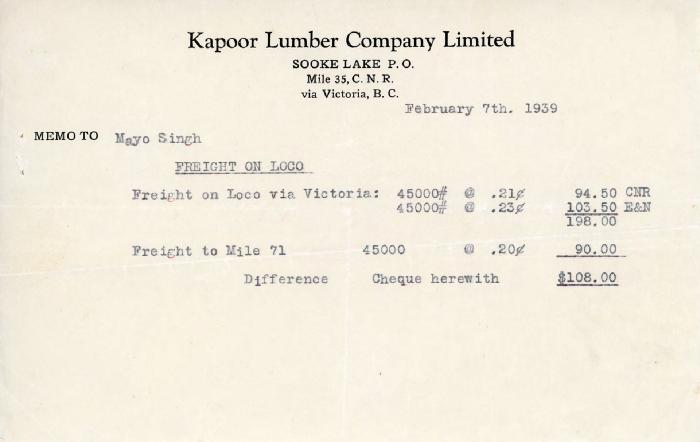 Kapoor Lumber Company Limited
SOOKE LAKE P. O.
Mile 35, C. N. R.
via Victoria, B. C.
February 7th. 1939
MEMO TO Mayo Singh
FREIGHT ON LOCO
Freight on Loco via Victoria: 45000# @ .21¢ 94.50 CNR
45000# @ .23¢ 103.50 E&N
198.00
Freight to Mile 71 45000 @ .20¢ 90.00
Difference Cheque herewith $108.00